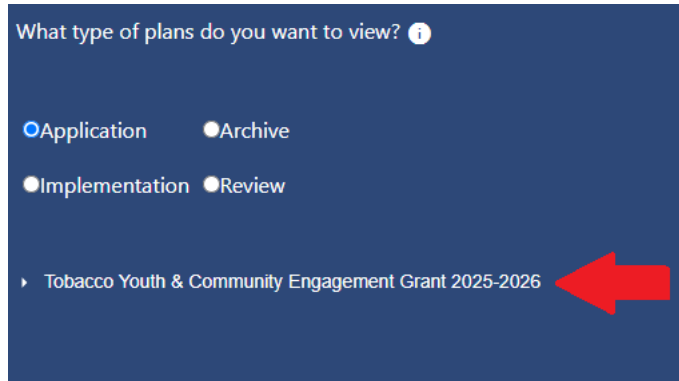 What type of plans do you want to view? i
Application Archive
Implementation Review
Tobacco Youth & Community Engagement Grant 2025-2026